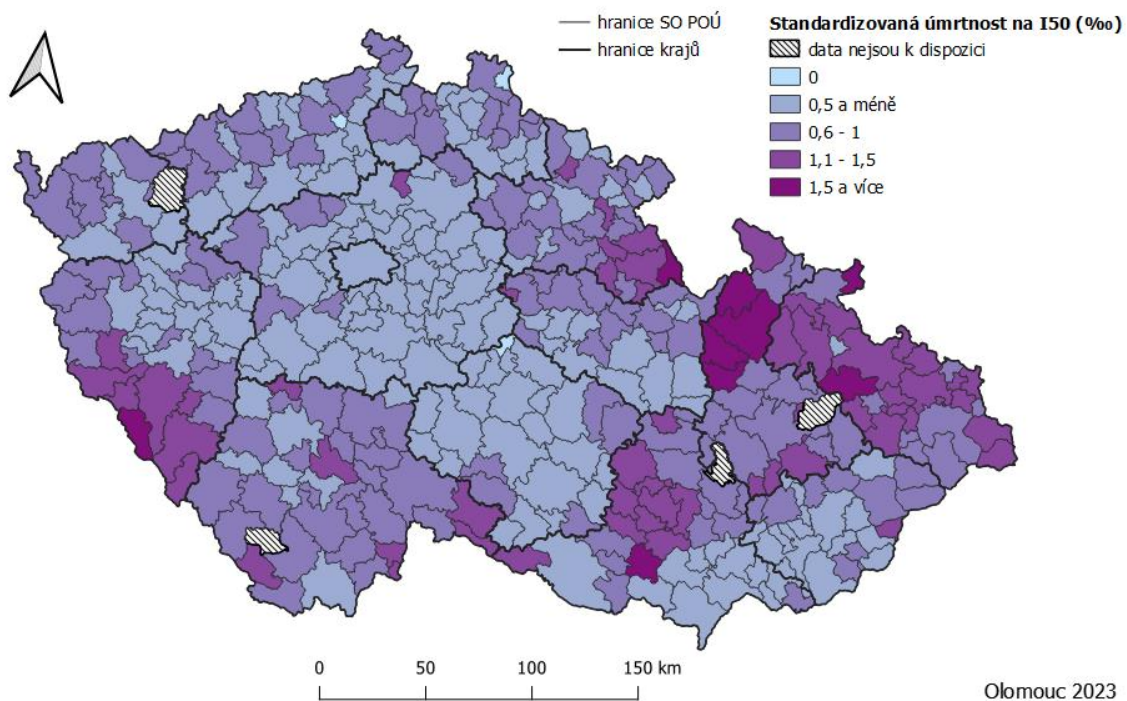 hranice SO POÚ
hranice krajů
Standardizovaná úmrtnost na I50 (‰)
data nejsou k dispozici
0
0,5 a méně
0,6 - 1
1,1 - 1,5
1,5 a více
0 50 100 150 km
Olomouc 2023